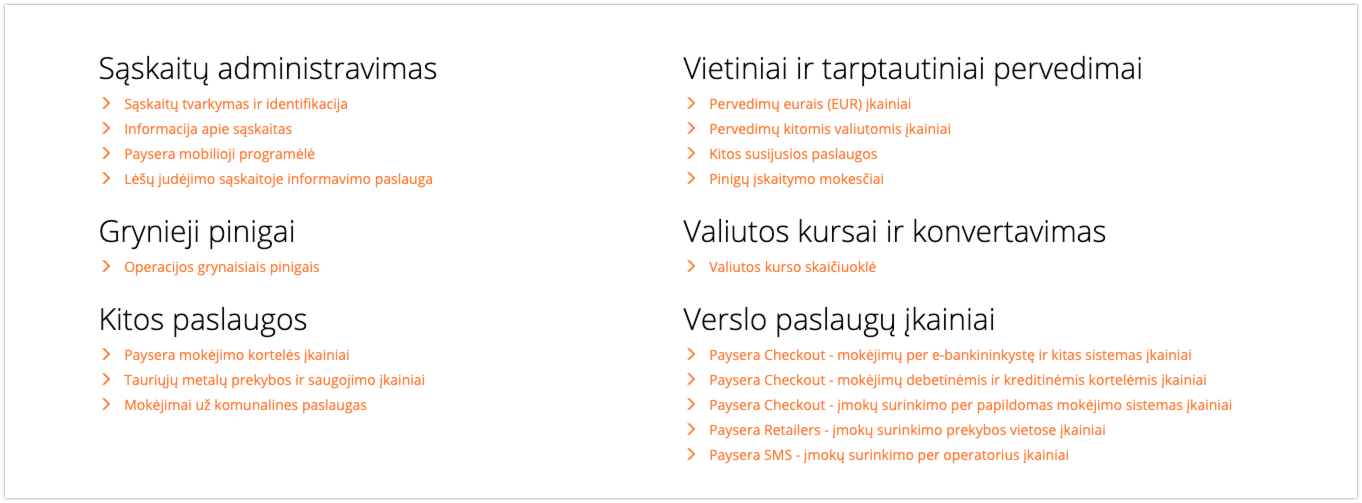 Sąskaitų administravimas
Sąskaitų tvarkymas ir identifikacija
Informacija apie sąskaitas
Paysera mobilioji programėlė
Lėšų judėjimo sąskaitoje informavimo paslauga
Grynieji pinigai
Operacijos grynaisiais pinigais
Kitos paslaugos
Paysera mokėjimo kortelės įkainiai
Tauriųjų metalų prekybos ir saugojimo įkainiai
Mokėjimai už komunalines paslaugas
Vietiniai ir tarptautiniai pervedimai
Pervedimų eurais (EUR) įkainiai
Pervedimų kitomis valiutomis įkainiai
Kitos susijusios paslaugos
Pinigų įskaitymo mokesčiai
Valiutos kursai ir konvertavimas
Valiutos kurso skaičiuoklė
Verslo paslaugų įkainiai
Paysera Checkout - mokėjimų per e-bankininkystę ir kitas sistemas įkainiai
Paysera Checkout - mokėjimų debetinėmis ir kreditinėmis kortelėmis įkainiai
Paysera Checkout - įmokų surinkimo per papildomas mokėjimo sistemas įkainiai
Paysera Retailers - įmokų surinkimo prekybos vietose įkainiai
Paysera SMS - įmokų surinkimo per operatorius įkainiai